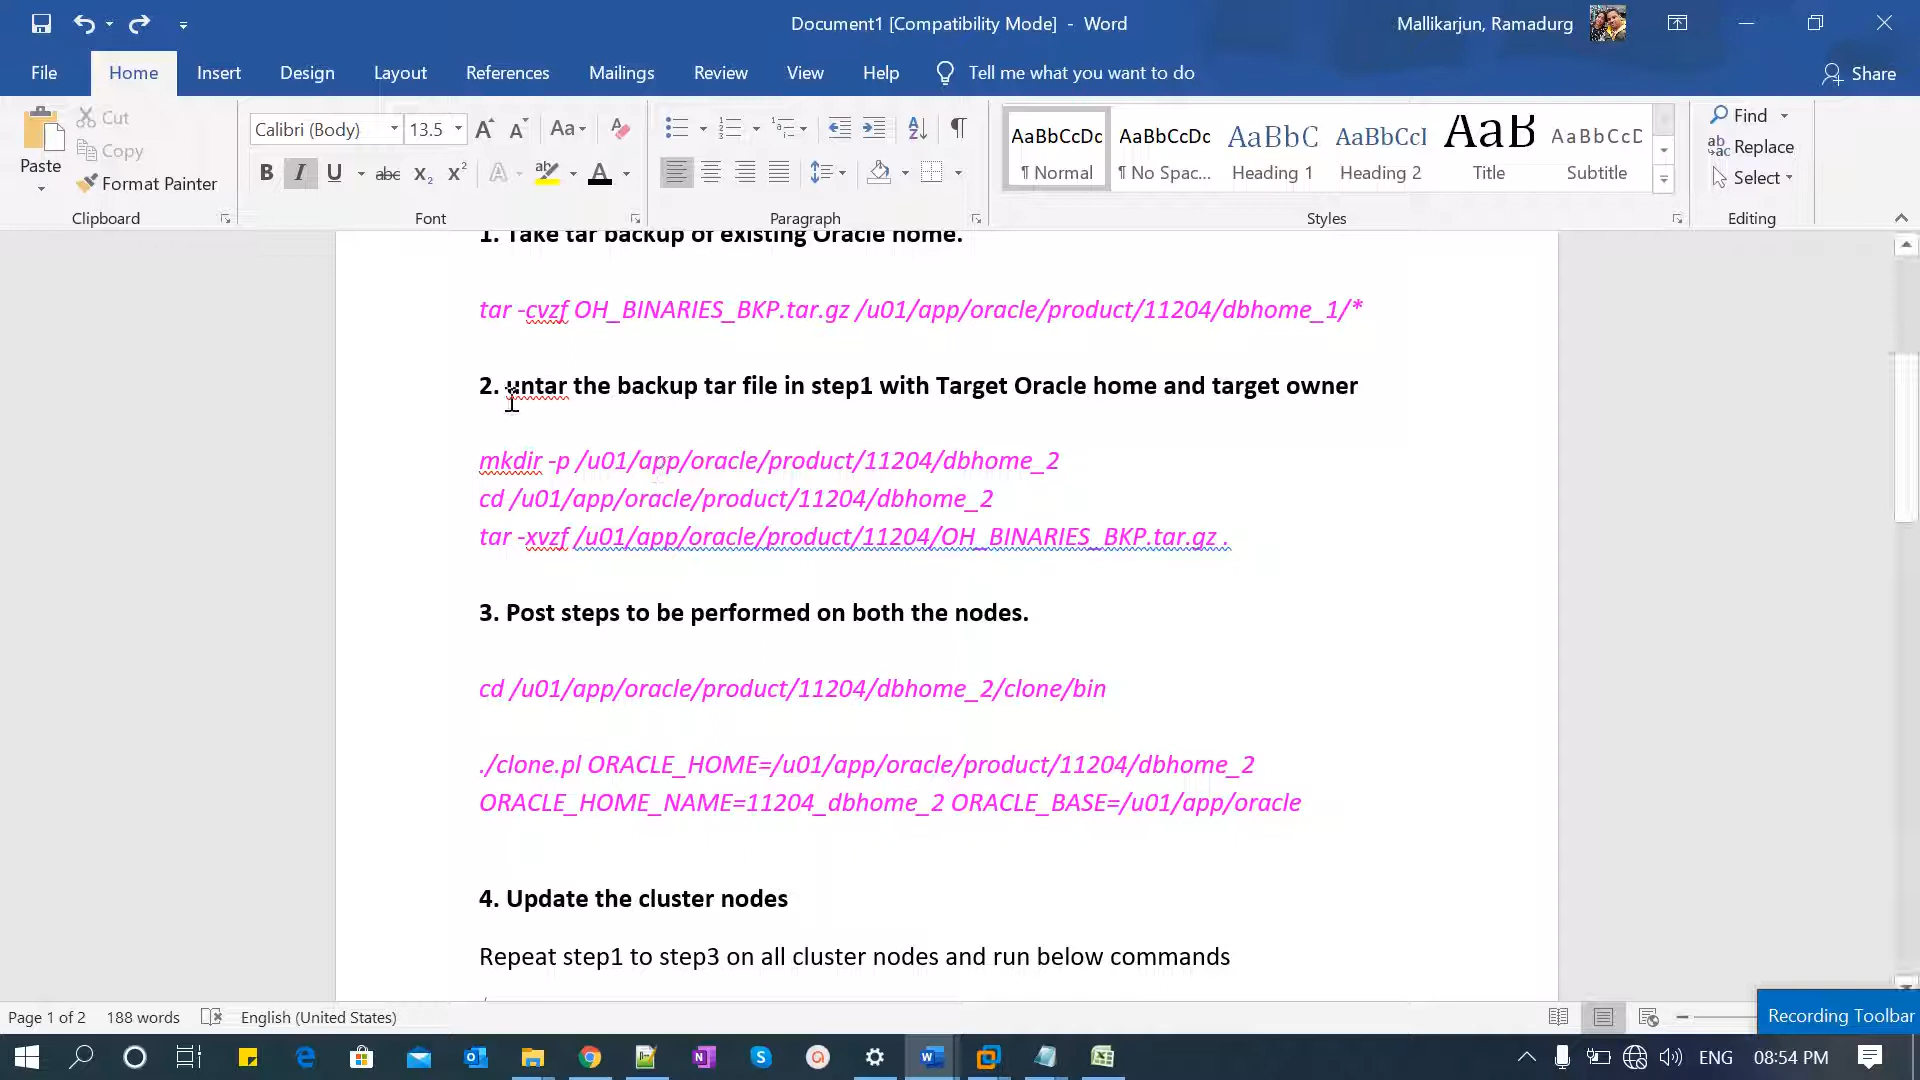 Document1 [Compatibility Mode] - Word
Mallikarjun, Ramadurg
File Home Insert Design Layout References Mailings Review View Help Tell me what you want to do Share
Paste
Cut
Copy
Format Painter
Clipboard
Calibri (Body) 13.5
Font
Paragraph
AaBbCcDc AaBbCcDc AaBbC AaBbCcl AaB AaBbCcD
¶ Normal ¶ No Spac... Heading 1 Heading 2 Title Subtitle
Styles
Find
Replace
Select
Editing
1. Take tar backup of existing Oracle home.
tar -cvzf OH_BINARIES_BKP.tar.gz /u01/app/oracle/product/11204/dbhome_1/*
2. untar the backup tar file in step1 with Target Oracle home and target owner
mkdir -p /u01/app/oracle/product/11204/dbhome_2
cd /u01/app/oracle/product/11204/dbhome_2
tar -xvzf /u01/app/oracle/product/11204/OH_BINARIES_BKP.tar.gz .
3. Post steps to be performed on both the nodes.
cd /u01/app/oracle/product/11204/dbhome_2/clone/bin
./clone.pl ORACLE_HOME=/u01/app/oracle/product/11204/dbhome_2
ORACLE_HOME_NAME=11204_dbhome_2 ORACLE_BASE=/u01/app/oracle
4. Update the cluster nodes
Repeat step1 to step3 on all cluster nodes and run below commands
Page 1 of 2 188 words English (United States)
Recording Toolbar
ENG 08:54 PM